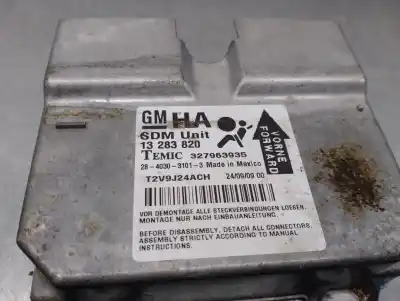 GM HA
SDM Unit
13 283 820
TEMIC 327963935
28-4030-3101-3 Made in Mexico
VORNE
FORWARD
T2V9J24ACH 24/09/09 00
VOR DEMONTAGE ALLE STECKVERBINDUNGEN LOESEN.
MONTAGE NUR NACH EINBAUANLEITUNG.
BEFORE DISASSEMBLY, DETACH ALL CONNECTORS.
ASSEMBLY STRICTLY ACCORDING TO MANUAL
INSTRUCTIONS.